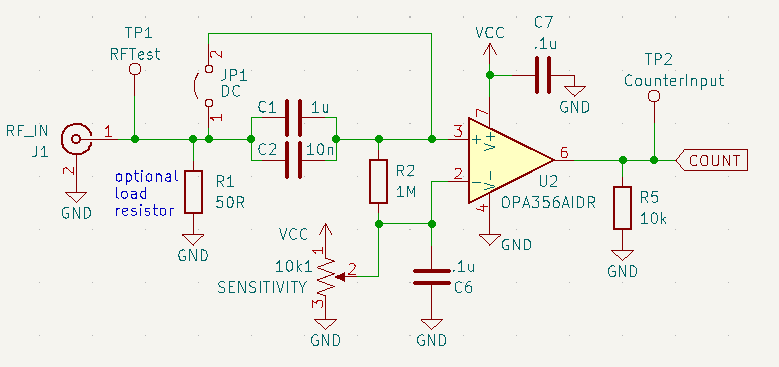 C7
TP1
VCC
.1u
RFTest
TP2
2
JP1
DC
CounterInput
GND
C1
1u
7
1
RF_IN
1
3
+
V+
J1
C2
10n
6
COUNT
2
optional
load
resistor
R1
50R
R2
1M
2
-
V-
U2
4
OPA356AIDR
R5
10k
GND
VCC
GND
1
GND
10k1
2
.1u
GND
SENSITIVITY
C6
3
GND
GND